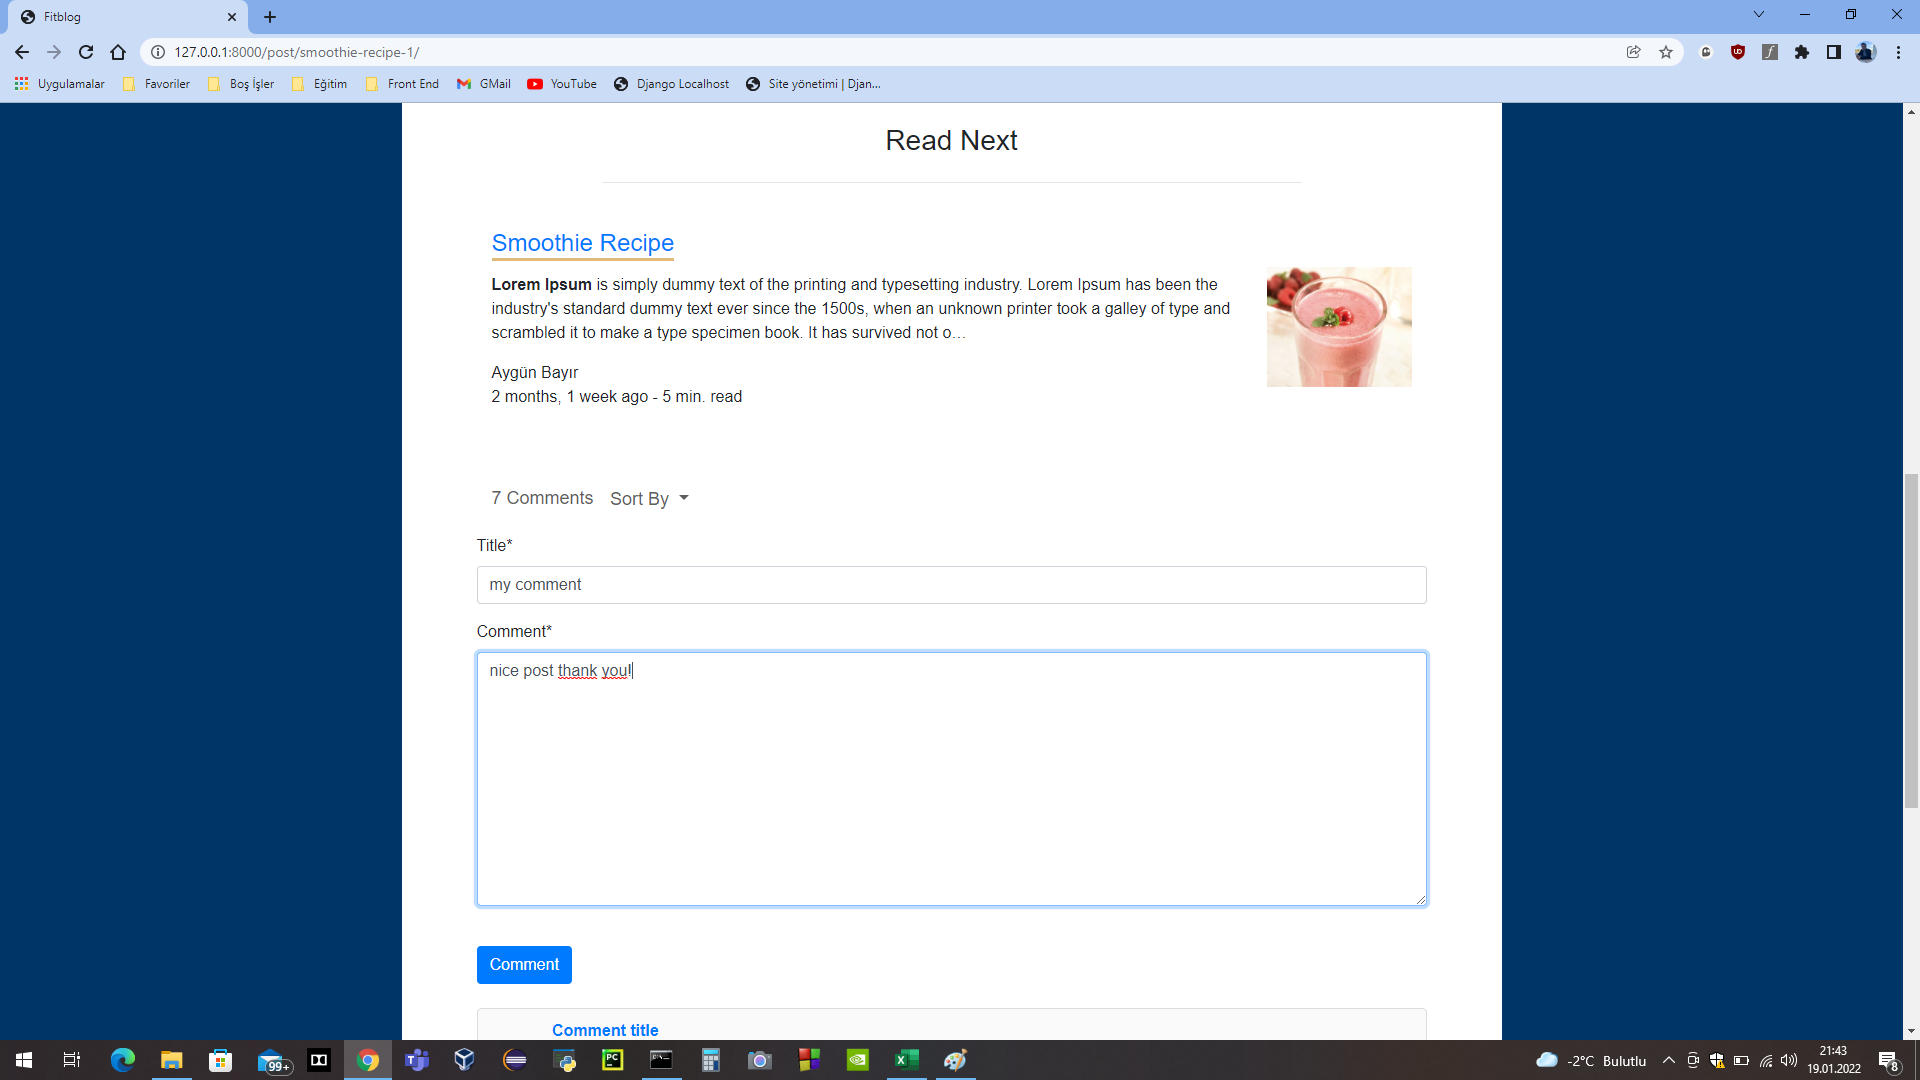 Fitblog
127.0.0.1:8000/post/smoothie-recipe-1/
Uygulamalar Favoriler Boş İşler Eğitim Front End GMail YouTube Django Localhost Site yönetimi | Djan...
Read Next
Smoothie Recipe
Lorem Ipsum is simply dummy text of the printing and typesetting industry. Lorem Ipsum has been the
industry's standard dummy text ever since the 1500s, when an unknown printer took a galley of type and
scrambled it to make a type specimen book. It has survived not o…
Aygün Bayır
2 months, 1 week ago - 5 min. read
7 Comments Sort By
Title*
my comment
Comment*
nice post thank you!
Comment
Comment title
99+ PC -2°C Bulutlu 21:43
19.01.2022 8